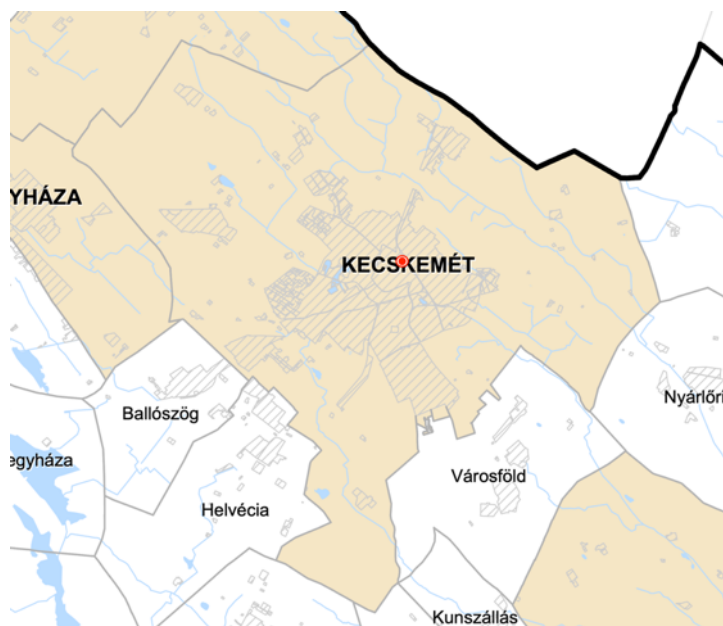 YHÁZA
KECSKEMÉT
Nyárlőri
Ballószög
egyháza
Városföld
Helvécia
Kunszállás